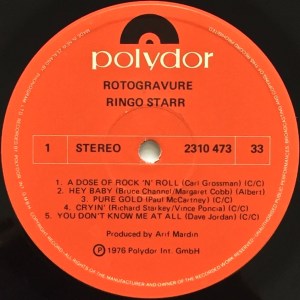 polydor
ROTOGRAVURE
RINGO STARR
1 STEREO 2310 473 33
1. A DOSE OF ROCK 'N' ROLL (Carl Grossman) (C/C)
2. HEY BABY (Bruce Channel/Margaret Cobb) (Albert)
3. PURE GOLD (Paul McCartney) (C/C)
4. CRYIN' (Richard Starkey/Vince Poncia) (C/C)
5. YOU DON'T KNOW ME AT ALL (Dave Jordan) (C/C)
Produced by Arif Mardin
Ⓟ 1976 Polydor Int. GmbH